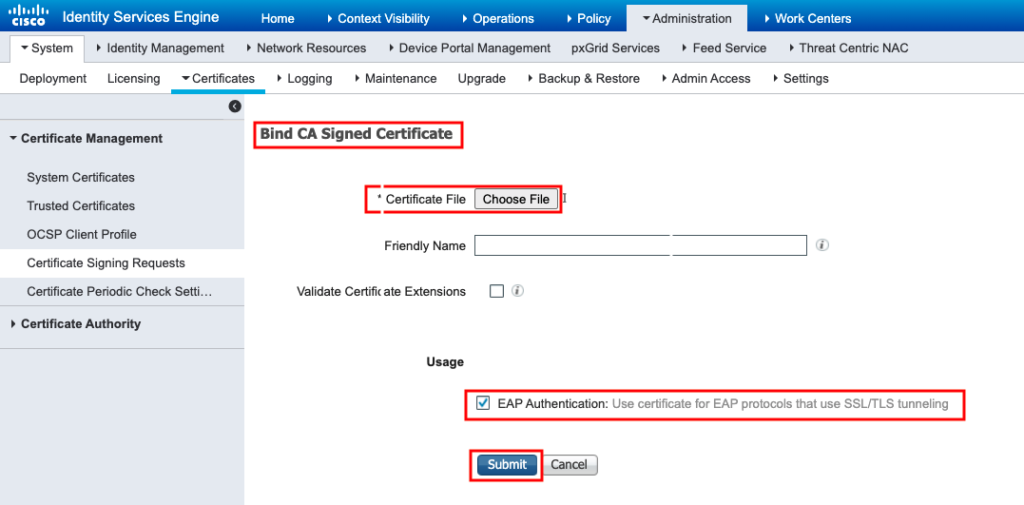 CISCO Identity Services Engine Home Context Visibility Operations Policy Administration Work Centers
System Identity Management Network Resources Device Portal Management pxGrid Services Feed Service Threat Centric NAC
Deployment Licensing Certificates Logging Maintenance Upgrade Backup & Restore Admin Access Settings
Certificate Management
System Certificates
Trusted Certificates
OCSP Client Profile
Certificate Signing Requests
Certificate Periodic Check Setti...
Certificate Authority
Bind CA Signed Certificate
* Certificate File Choose File
Friendly Name
Validate Certificate Extensions
Usage
EAP Authentication: Use certificate for EAP protocols that use SSL/TLS tunneling
Submit Cancel